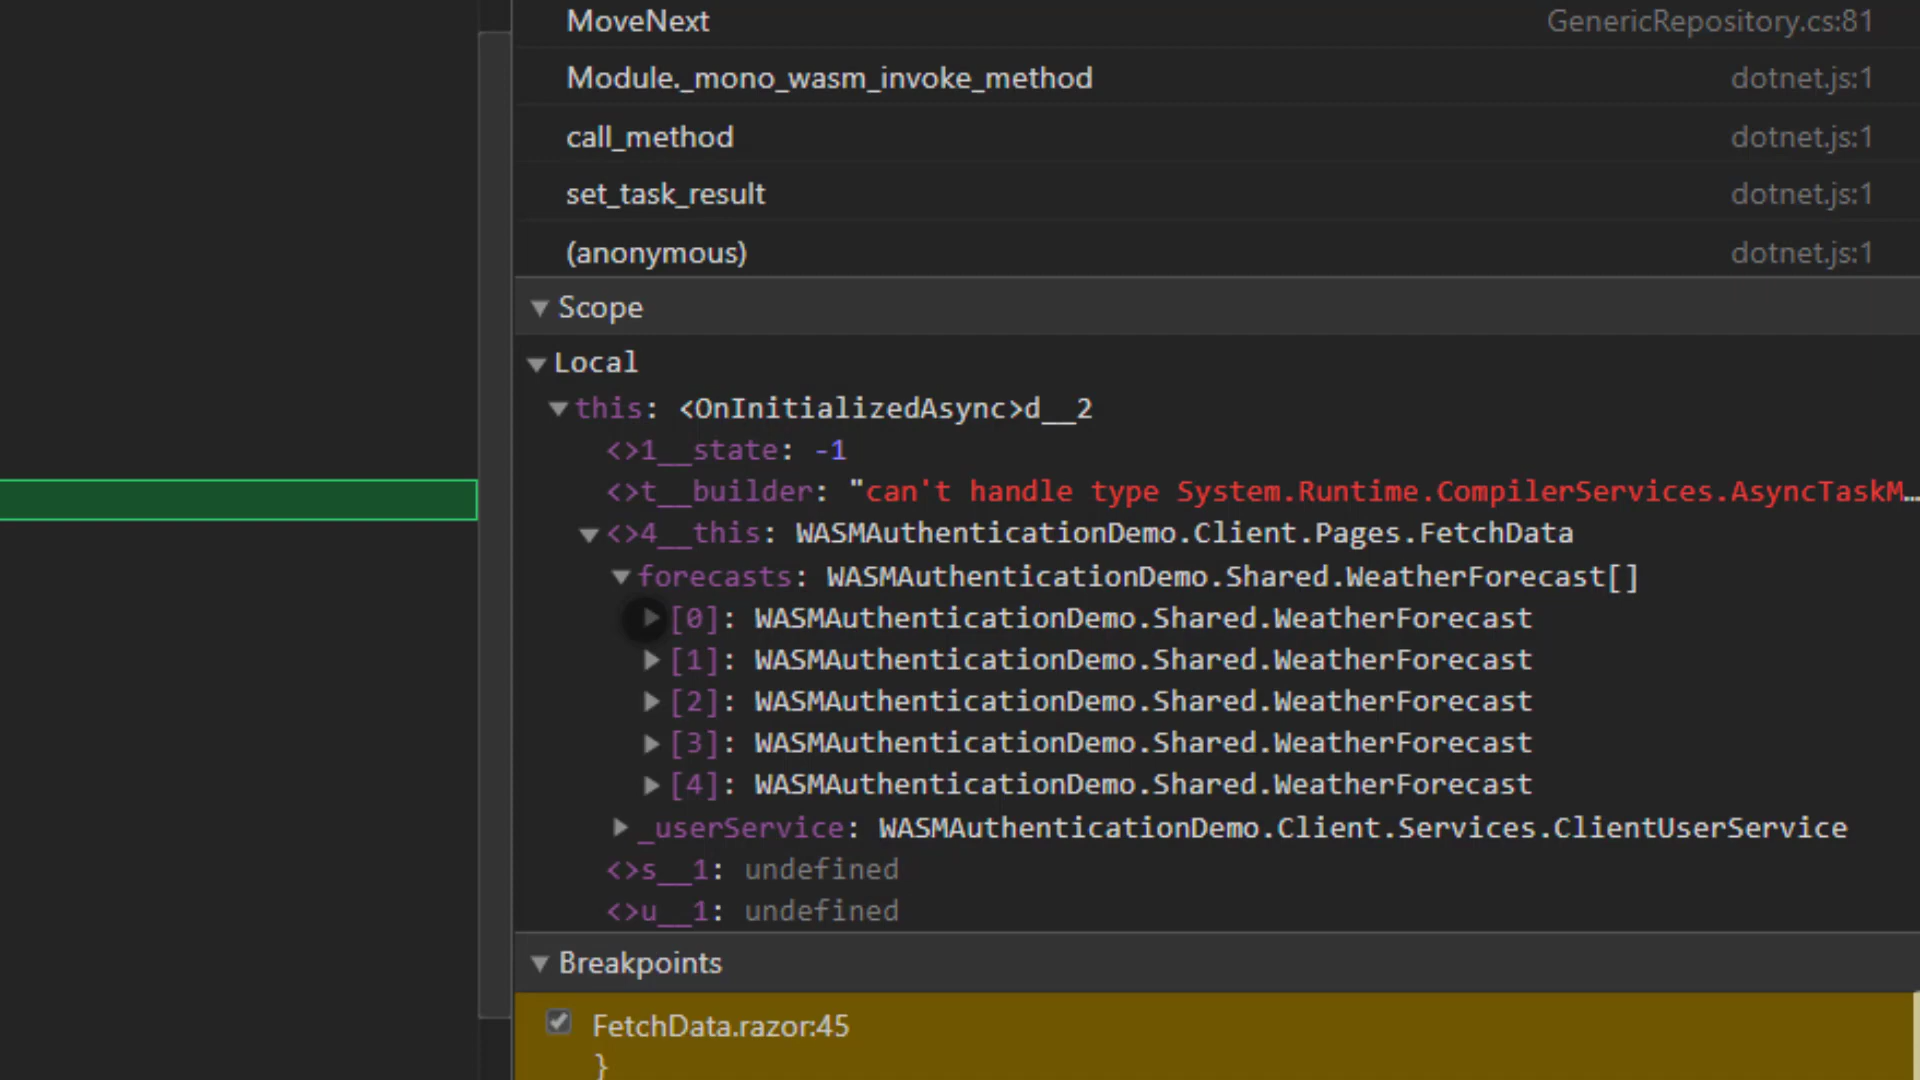 MoveNext GenericRepository.cs:81
Module._mono_wasm_invoke_method dotnet.js:1
call_method dotnet.js:1
set_task_result dotnet.js:1
(anonymous) dotnet.js:1
Scope
Local
this: <OnInitializedAsync>d__2
<>1__state: -1
<>t__builder: "can't handle type System.Runtime.CompilerServices.AsyncTaskM…
<>4__this: WASMAuthenticationDemo.Client.Pages.FetchData
forecasts: WASMAuthenticationDemo.Shared.WeatherForecast[]
[0]: WASMAuthenticationDemo.Shared.WeatherForecast
[1]: WASMAuthenticationDemo.Shared.WeatherForecast
[2]: WASMAuthenticationDemo.Shared.WeatherForecast
[3]: WASMAuthenticationDemo.Shared.WeatherForecast
[4]: WASMAuthenticationDemo.Shared.WeatherForecast
_userService: WASMAuthenticationDemo.Client.Services.ClientUserService
<>s__1: undefined
<>u__1: undefined
Breakpoints
FetchData.razor:45
}